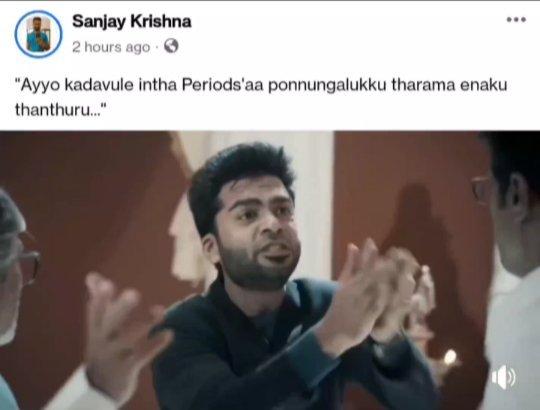 Sanjay Krishna
2 hours ago ·
"Ayyo kadavule intha Periods'aa ponnungalukku tharama enaku
thanthuru..."